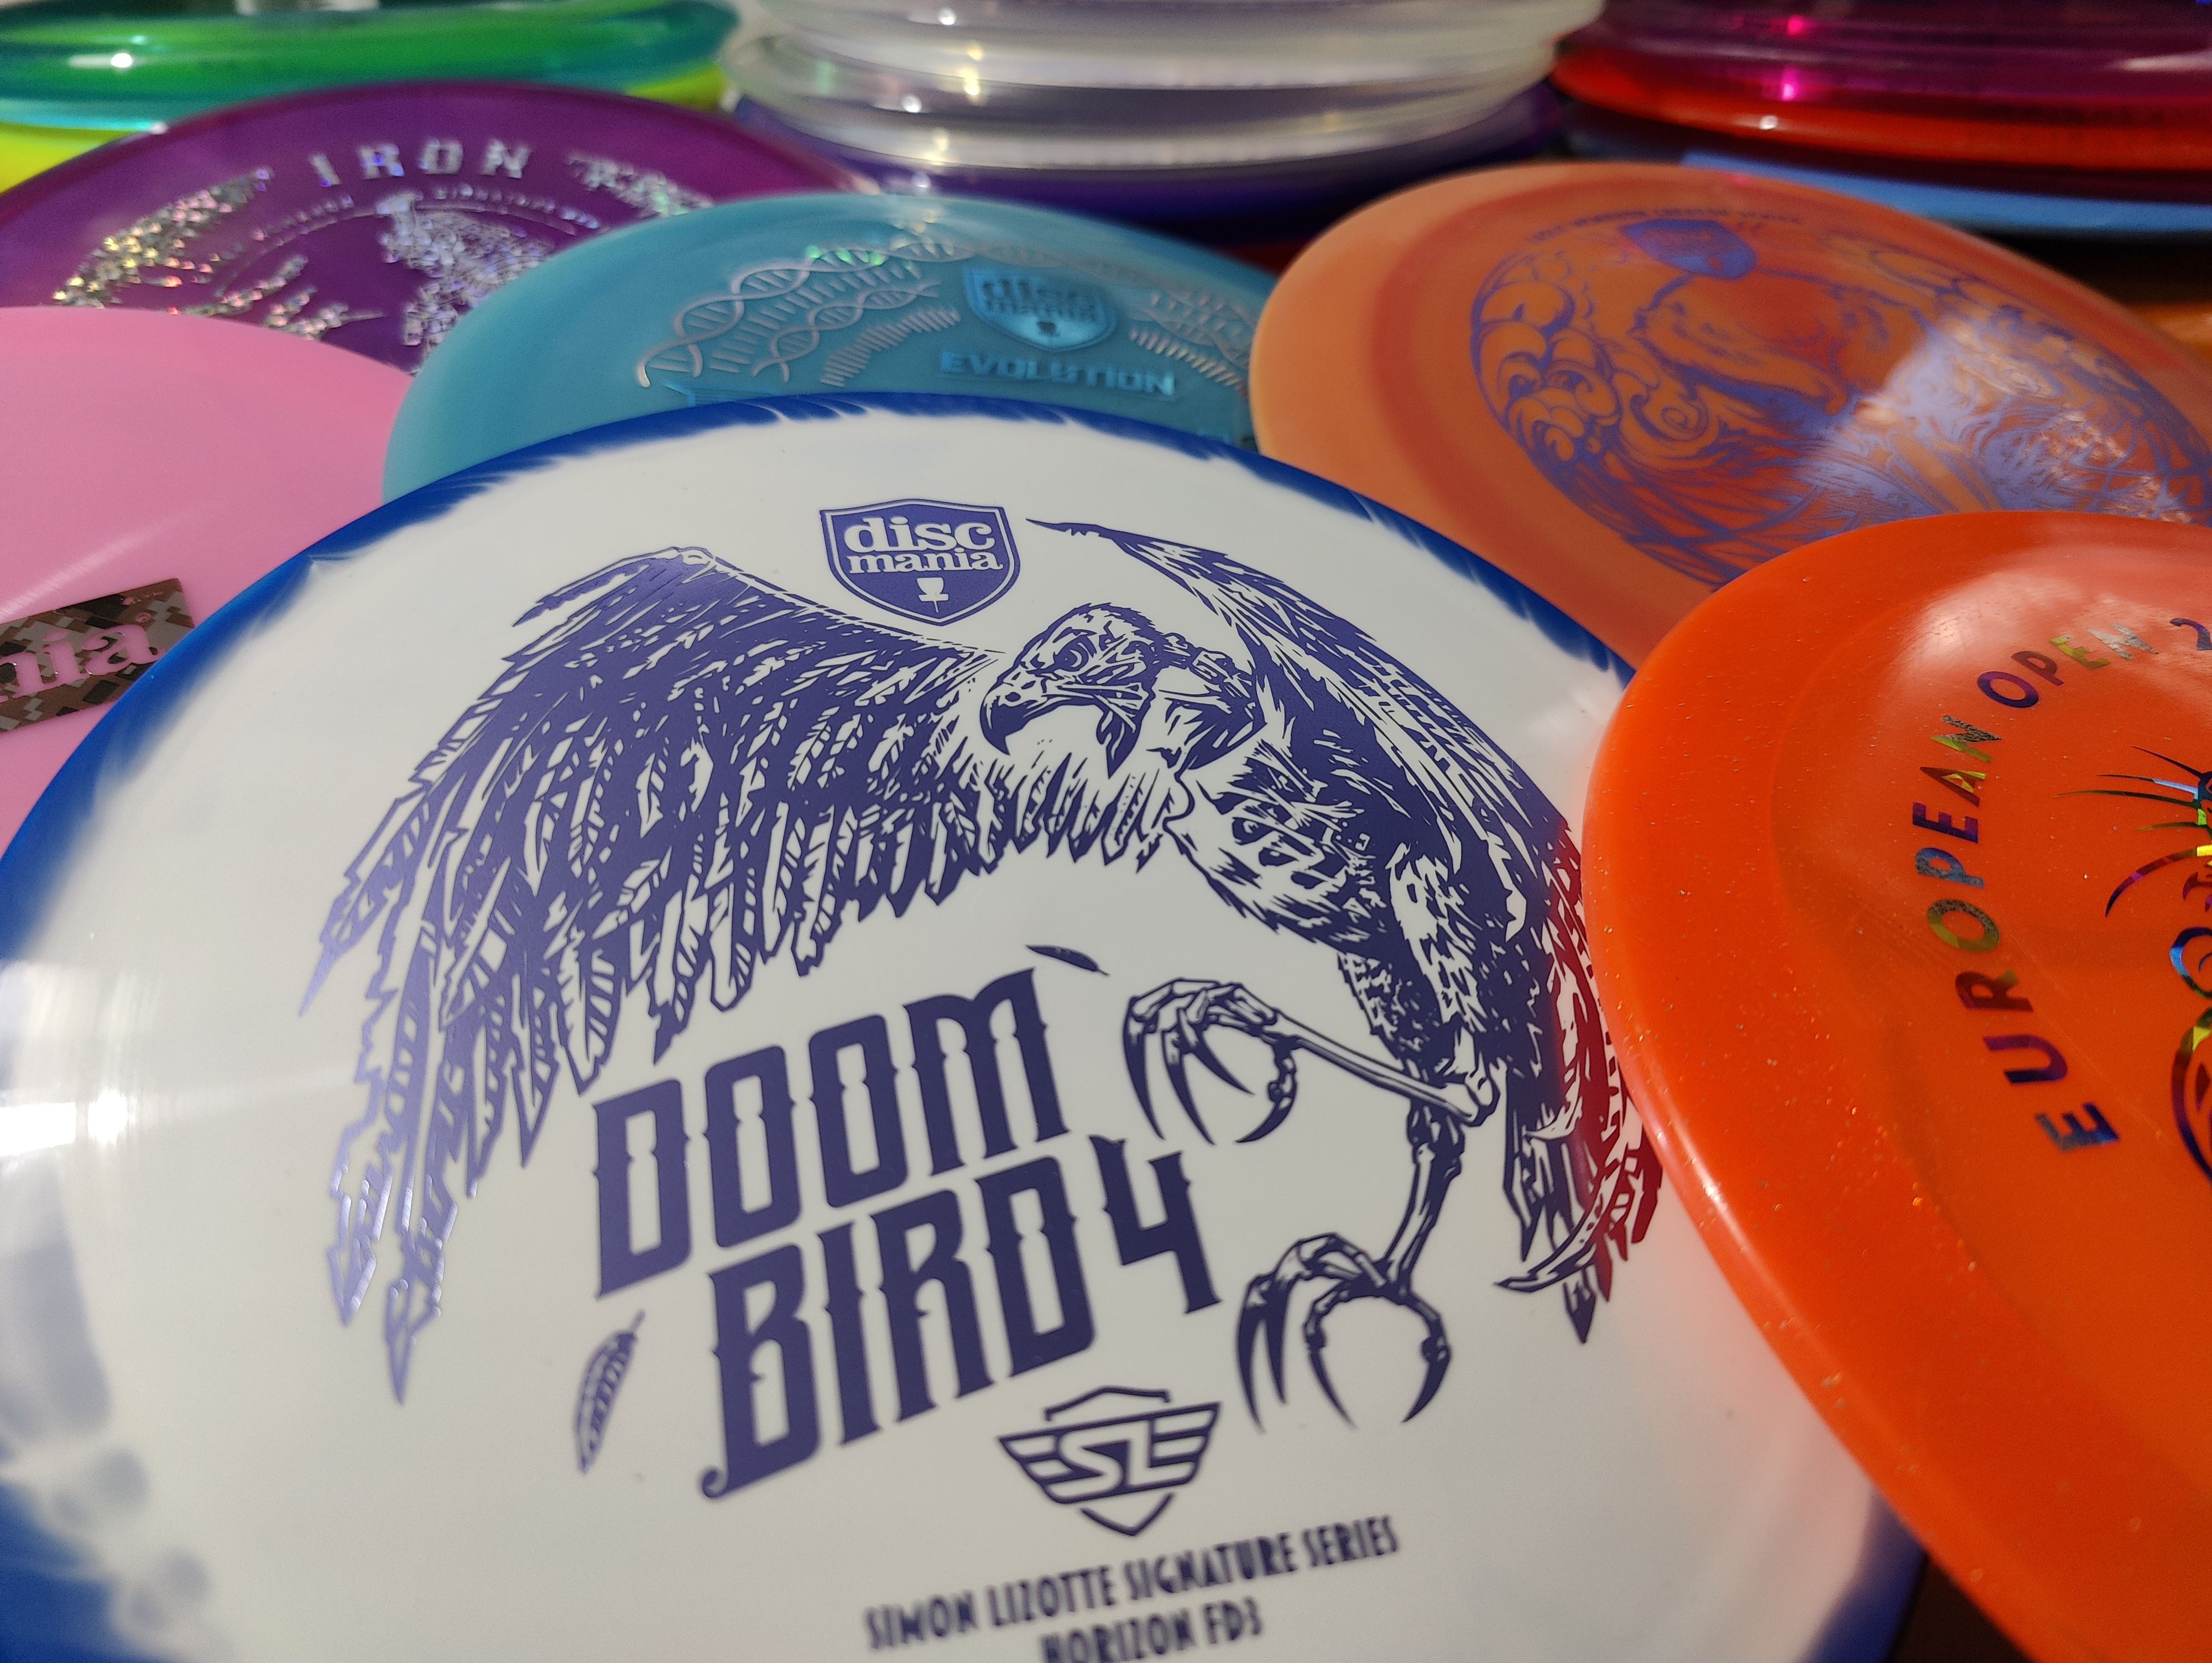 IRON
disc
mania
EVOLUTION
disc
mania
nia
EUROPEAN OPEN 2
DOOM
BIRD 4
SL
SIMON LIZOTTE SIGNATURE SERIES
HORIZON FD3